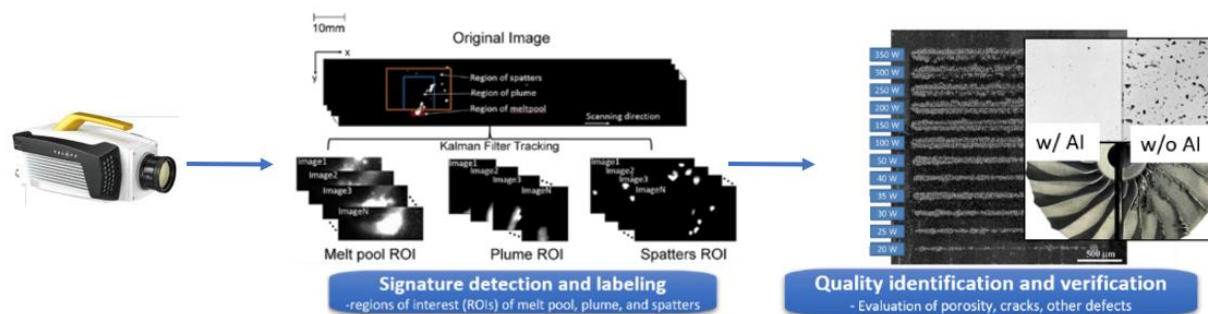 10mm
Original Image
x
y
Region of spatters
Region of plume
Region of meltpool
Scanning direction
Kalman Filter Tracking
Image1
Image2
Image3
ImageN
Image1
Image2
Image3
ImageN
Image1
Image2
Image3
ImageN
Melt pool ROI
Plume ROI
Spatters ROI
Signature detection and labeling
-regions of interest (ROIs) of melt pool, plume, and spatters
350 W
300 W
250 W
200 W
150 W
100 W
50 W
40 W
35 W
30 W
25 W
20 W
w/ AI
w/o AI
500 µm
Quality identification and verification
- Evaluation of porosity, cracks, other defects